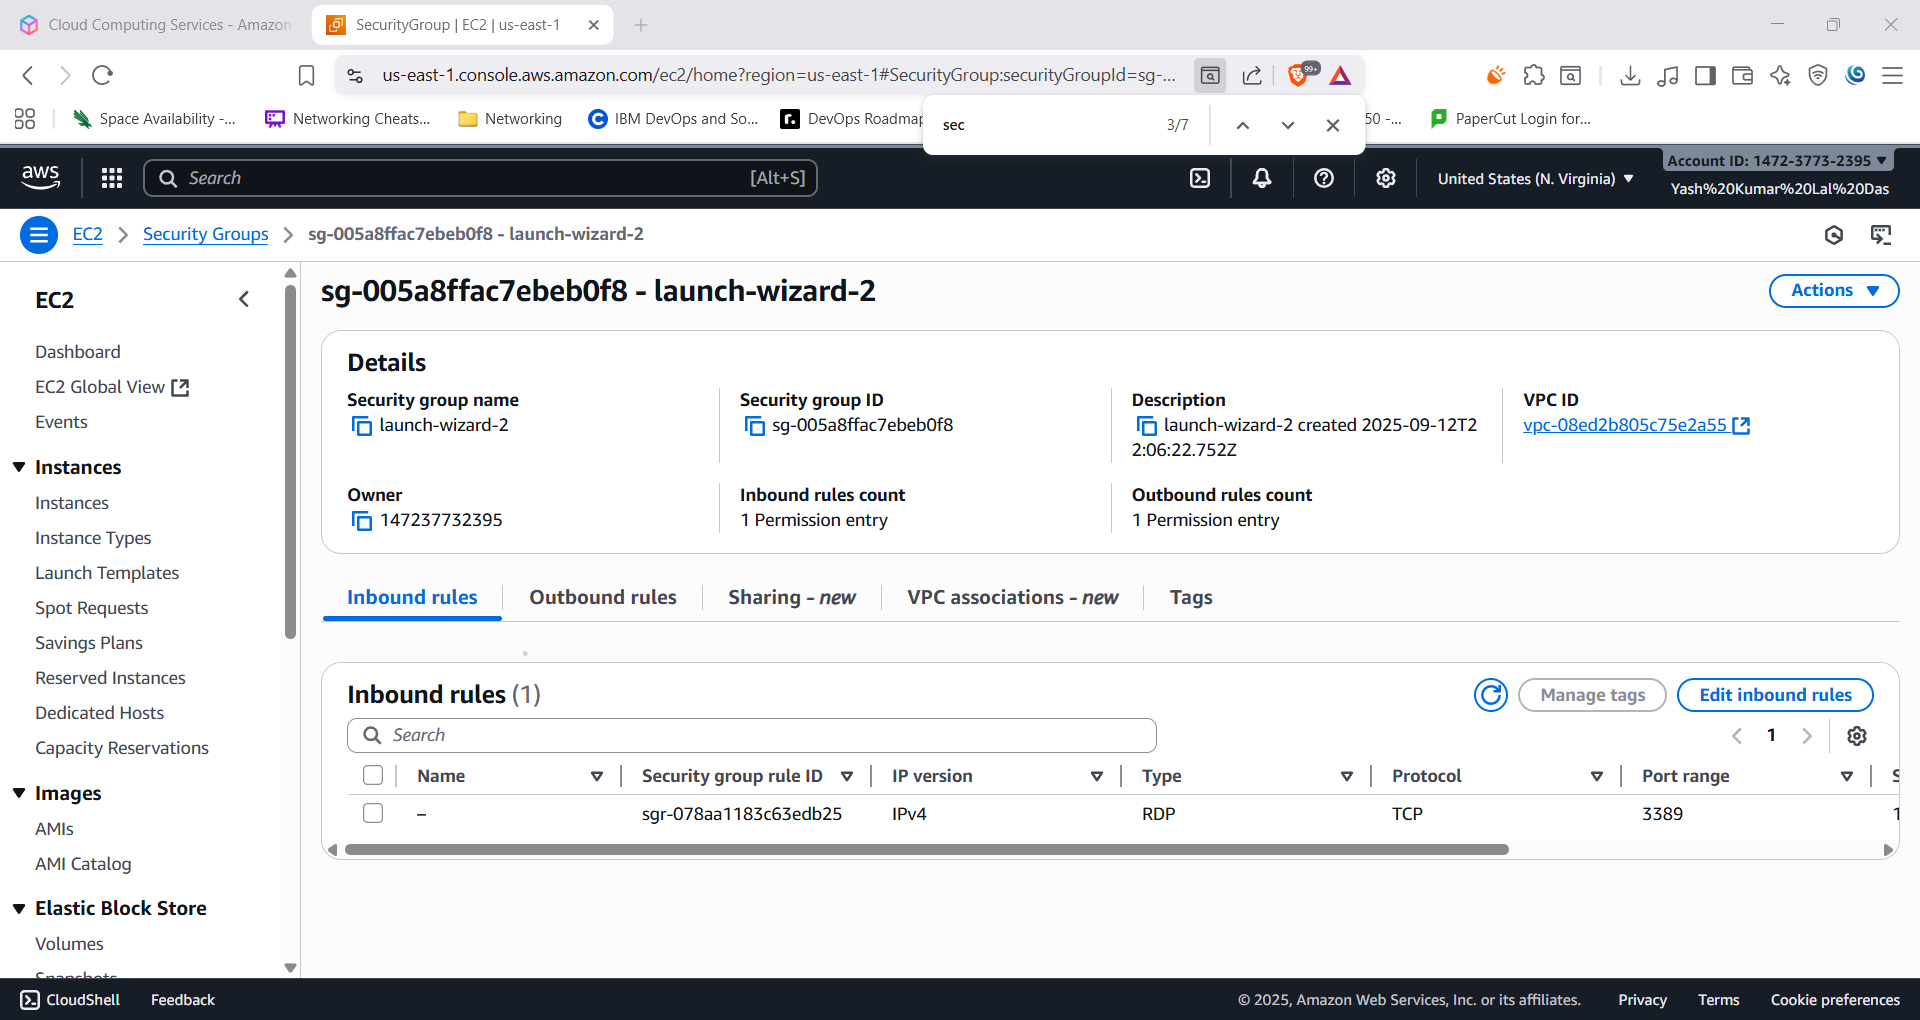 Cloud Computing Services - Amazon
SecurityGroup | EC2 | us-east-1
us-east-1.console.aws.amazon.com/ec2/home?region=us-east-1#SecurityGroup:securityGroupId=sg-...
99+
Space Availability -...
Networking Cheats...
Networking
IBM DevOps and So...
DevOps Roadmap
50 -...
PaperCut Login for...
sec
3/7
aws
Search
[Alt+S]
United States (N. Virginia)
Account ID: 1472-3773-2395
Yash%20Kumar%20Lal%20Das
EC2
Security Groups
sg-005a8ffac7ebeb0f8 - launch-wizard-2
EC2
Dashboard
EC2 Global View
Events
Instances
Instances
Instance Types
Launch Templates
Spot Requests
Savings Plans
Reserved Instances
Dedicated Hosts
Capacity Reservations
Images
AMIs
AMI Catalog
Elastic Block Store
Volumes
Snapshots
sg-005a8ffac7ebeb0f8 - launch-wizard-2
Actions
Details
Security group name
launch-wizard-2
Security group ID
sg-005a8ffac7ebeb0f8
Description
launch-wizard-2 created 2025-09-12T2
2:06:22.752Z
VPC ID
vpc-08ed2b805c75e2a55
Owner
147237732395
Inbound rules count
1 Permission entry
Outbound rules count
1 Permission entry
Inbound rules
Outbound rules
Sharing - new
VPC associations - new
Tags
Inbound rules (1)
Manage tags
Edit inbound rules
Search
1
Name
Security group rule ID
IP version
Type
Protocol
Port range
–
sgr-078aa1183c63edb25
IPv4
RDP
TCP
3389
CloudShell
Feedback
© 2025, Amazon Web Services, Inc. or its affiliates.
Privacy
Terms
Cookie preferences